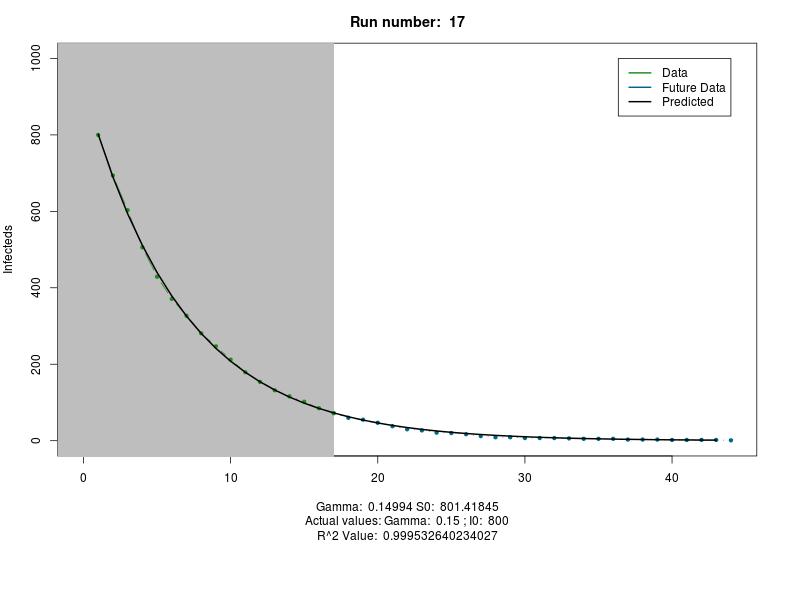 Run number:  17
Data
Future Data
Predicted
Infecteds
1000
800
600
400
200
0
0 10 20 30 40
Gamma: 0.14994 S0: 801.41845
Actual values: Gamma: 0.15 ; I0: 800
R^2 Value: 0.999532640234027